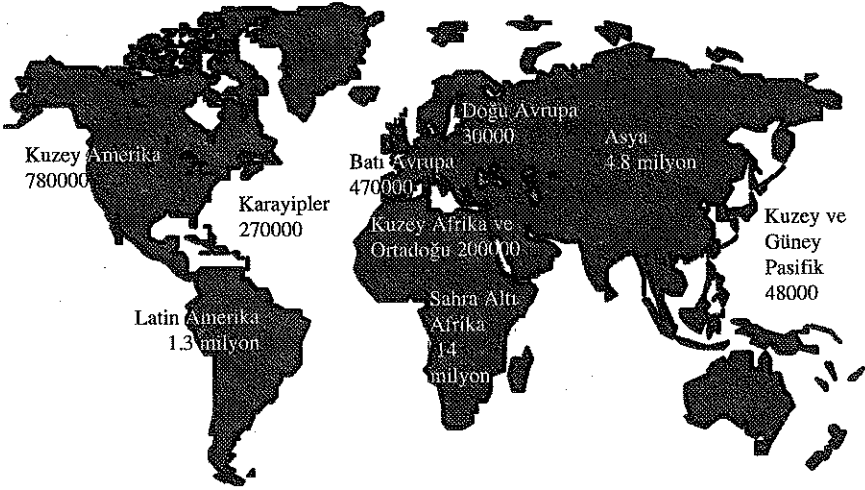 Doğu Avrupa
30000
Asya
4.8 milyon
Kuzey Amerika
780000
Batı Avrupa
470000
Karayipler
270000
Kuzey Afrika ve
Ortadoğu 200000
Kuzey ve
Güney
Pasifik
48000
Sahra Altı
Afrika
14
milyon
Latin Amerika
1.3 milyon